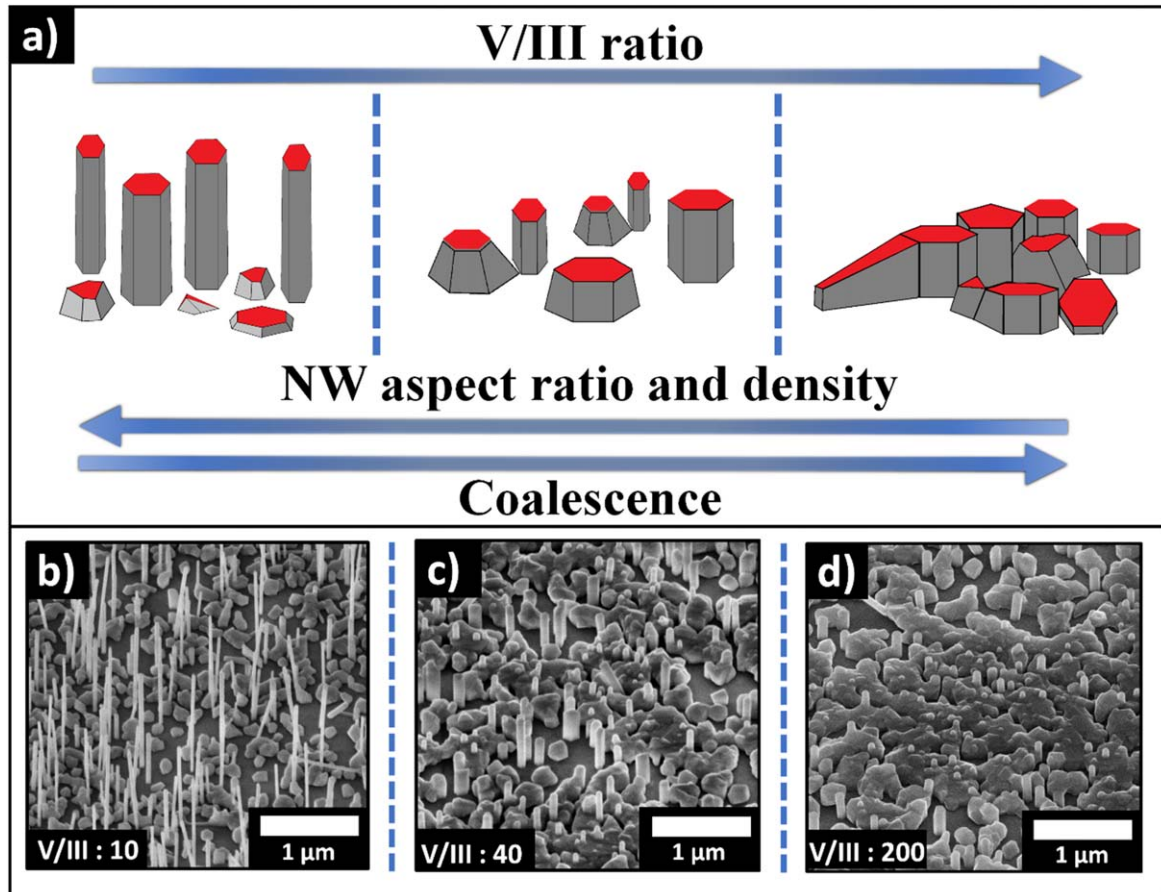 a)
V/III ratio
NW aspect ratio and density
Coalescence
b)
V/III : 10
1 μm
c)
V/III : 40
1 μm
d)
V/III : 200
1 μm